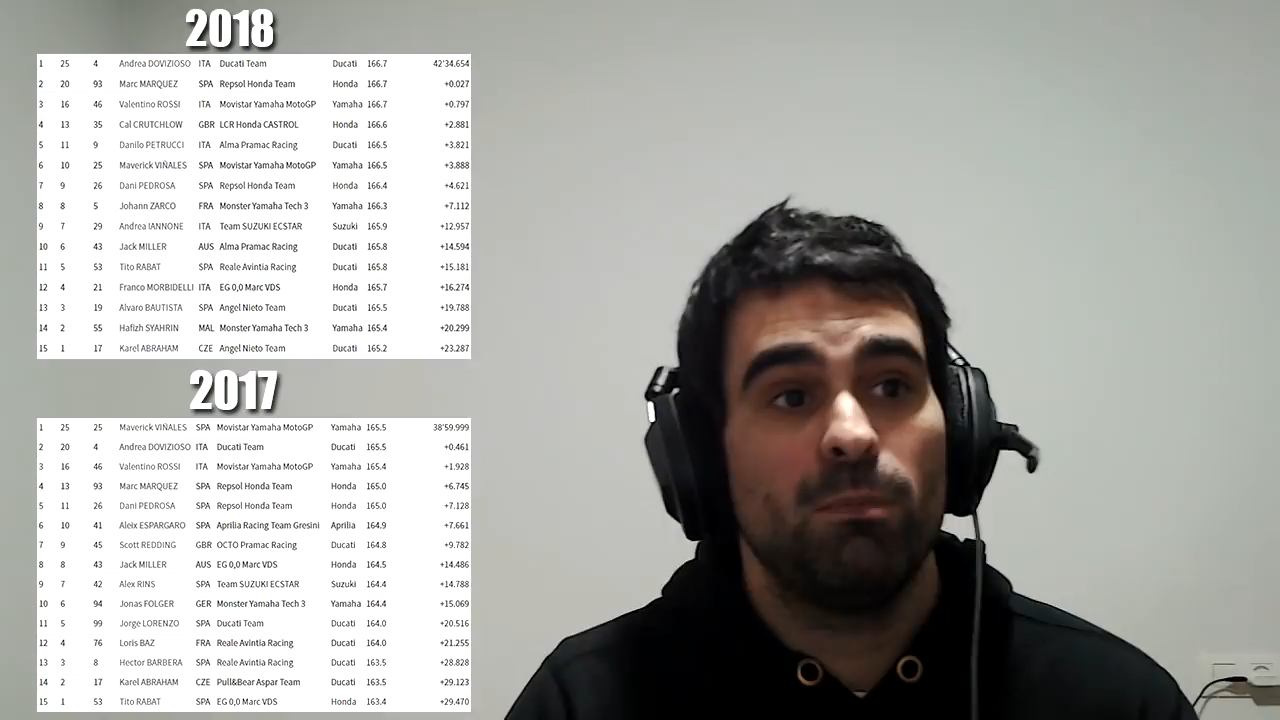 2018
1 25 4 Andrea DOVIZIOSO ITA Ducati Team Ducati 166.7 42'34.654
2 20 93 Marc MARQUEZ SPA Repsol Honda Team Honda 166.7 +0.027
3 16 46 Valentino ROSSI ITA Movistar Yamaha MotoGP Yamaha 166.7 +0.797
4 13 35 Cal CRUTCHLOW GBR LCR Honda CASTROL Honda 166.6 +2.881
5 11 9 Danilo PETRUCCI ITA Alma Pramac Racing Ducati 166.5 +3.821
6 10 25 Maverick VIÑALES SPA Movistar Yamaha MotoGP Yamaha 166.5 +3.888
7 9 26 Dani PEDROSA SPA Repsol Honda Team Honda 166.4 +4.621
8 8 5 Johann ZARCO FRA Monster Yamaha Tech 3 Yamaha 166.3 +7.112
9 7 29 Andrea IANNONE ITA Team SUZUKI ECSTAR Suzuki 165.9 +12.957
10 6 43 Jack MILLER AUS Alma Pramac Racing Ducati 165.8 +14.594
11 5 53 Tito RABAT SPA Reale Avintia Racing Ducati 165.8 +15.181
12 4 21 Franco MORBIDELLI ITA EG 0,0 Marc VDS Honda 165.7 +16.274
13 3 19 Alvaro BAUTISTA SPA Angel Nieto Team Ducati 165.5 +19.788
14 2 55 Hafizh SYAHRIN MAL Monster Yamaha Tech 3 Yamaha 165.4 +20.299
15 1 17 Karel ABRAHAM CZE Angel Nieto Team Ducati 165.2 +23.287
2017
1 25 25 Maverick VIÑALES SPA Movistar Yamaha MotoGP Yamaha 165.5 38'59.999
2 20 4 Andrea DOVIZIOSO ITA Ducati Team Ducati 165.5 +0.461
3 16 46 Valentino ROSSI ITA Movistar Yamaha MotoGP Yamaha 165.4 +1.928
4 13 93 Marc MARQUEZ SPA Repsol Honda Team Honda 165.0 +6.745
5 11 26 Dani PEDROSA SPA Repsol Honda Team Honda 165.0 +7.128
6 10 41 Aleix ESPARGARO SPA Aprilia Racing Team Gresini Aprilia 164.9 +7.661
7 9 45 Scott REDDING GBR OCTO Pramac Racing Ducati 164.8 +9.782
8 8 43 Jack MILLER AUS EG 0,0 Marc VDS Honda 164.5 +14.486
9 7 42 Alex RINS SPA Team SUZUKI ECSTAR Suzuki 164.4 +14.788
10 6 94 Jonas FOLGER GER Monster Yamaha Tech 3 Yamaha 164.4 +15.069
11 5 99 Jorge LORENZO SPA Ducati Team Ducati 164.0 +20.516
12 4 76 Loris BAZ FRA Reale Avintia Racing Ducati 164.0 +21.255
13 3 8 Hector BARBERA SPA Reale Avintia Racing Ducati 163.5 +28.828
14 2 17 Karel ABRAHAM CZE Pull&Bear Aspar Team Ducati 163.5 +29.123
15 1 53 Tito RABAT SPA EG 0,0 Marc VDS Honda 163.4 +29.470